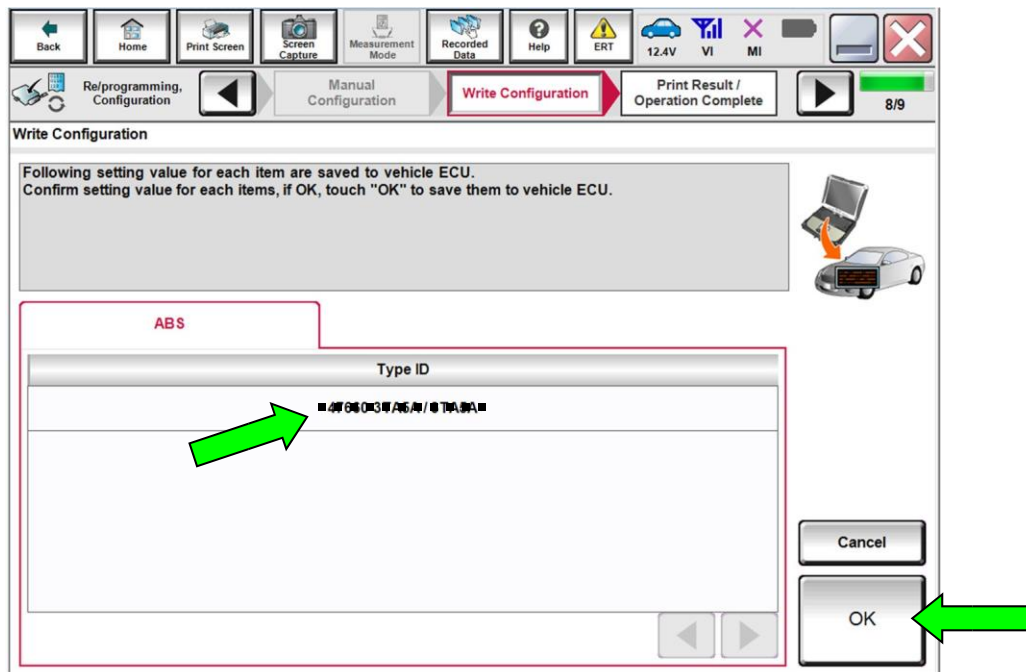 Back
Home
Print Screen
Screen
Capture
Measurement
Mode
Recorded
Data
Help
ERT
12.4V
VI
MI
Re/programming,
Configuration
Manual
Configuration
Write Configuration
Print Result /
Operation Complete
8/9
Write Configuration
Following setting value for each item are saved to vehicle ECU.
Confirm setting value for each items, if OK, touch "OK" to save them to vehicle ECU.
ABS
Type ID
Cancel
OK